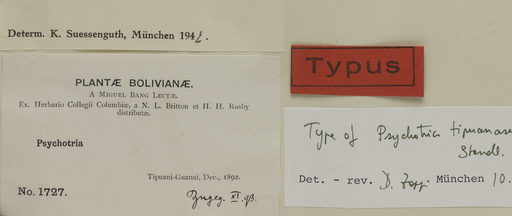 Determ. K. Suessenguth, München 194
PLANTÆ BOLIVIANÆ.
A Miguel Bang Lectæ.
Ex. Herbario Collegii Columbiæ, a N. L. Britton et H. H. Rusby
distributæ.
Psychotria
Tipuani-Guanai, Dec., 1892.
No. 1727.
XI.
Typus
Type of Psychotria
Standl.
Det. - rev. D. München 10.